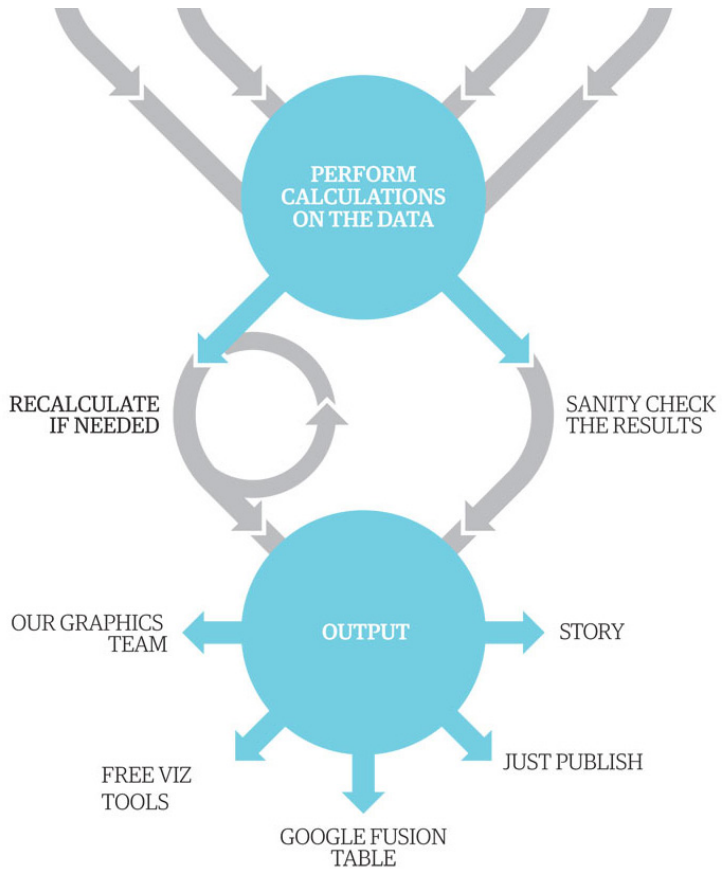 PERFORM
CALCULATIONS
ON THE DATA
RECALCULATE
IF NEEDED
SANITY CHECK
THE RESULTS
OUR GRAPHICS
TEAM
OUTPUT
STORY
FREE VIZ
TOOLS
JUST PUBLISH
GOOGLE FUSION
TABLE